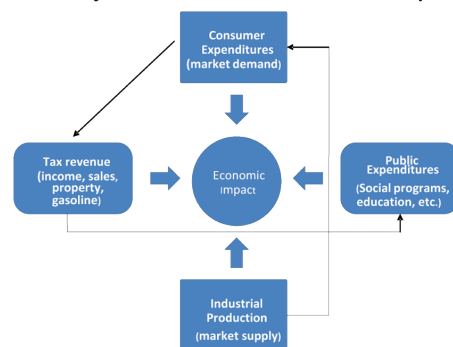 Consumer
Expenditures
(market demand)
Tax revenue
(income, sales,
property,
gasoline)
Economic
Impact
Public
Expenditures
(Social programs,
education, etc.)
Industrial
Production
(market supply)